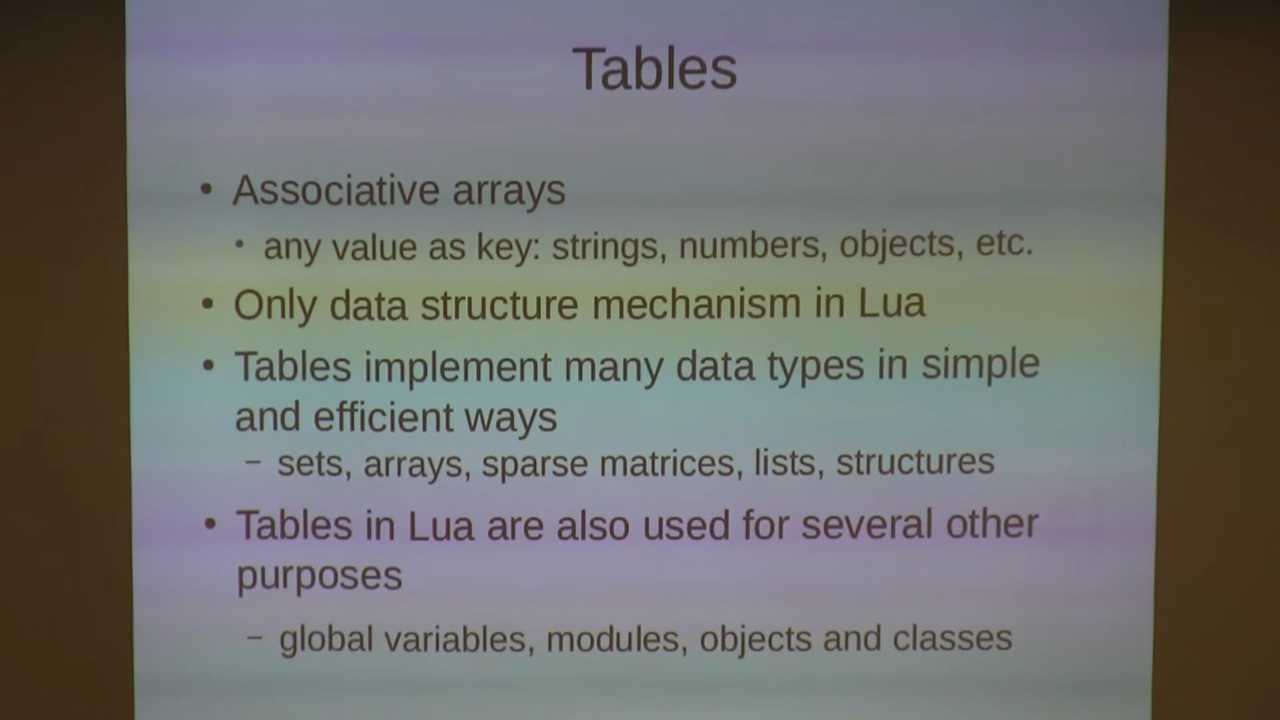 Tables
• Associative arrays
• any value as key: strings, numbers, objects, etc.
• Only data structure mechanism in Lua
• Tables implement many data types in simple
and efficient ways
– sets, arrays, sparse matrices, lists, structures
• Tables in Lua are also used for several other
purposes
– global variables, modules, objects and classes